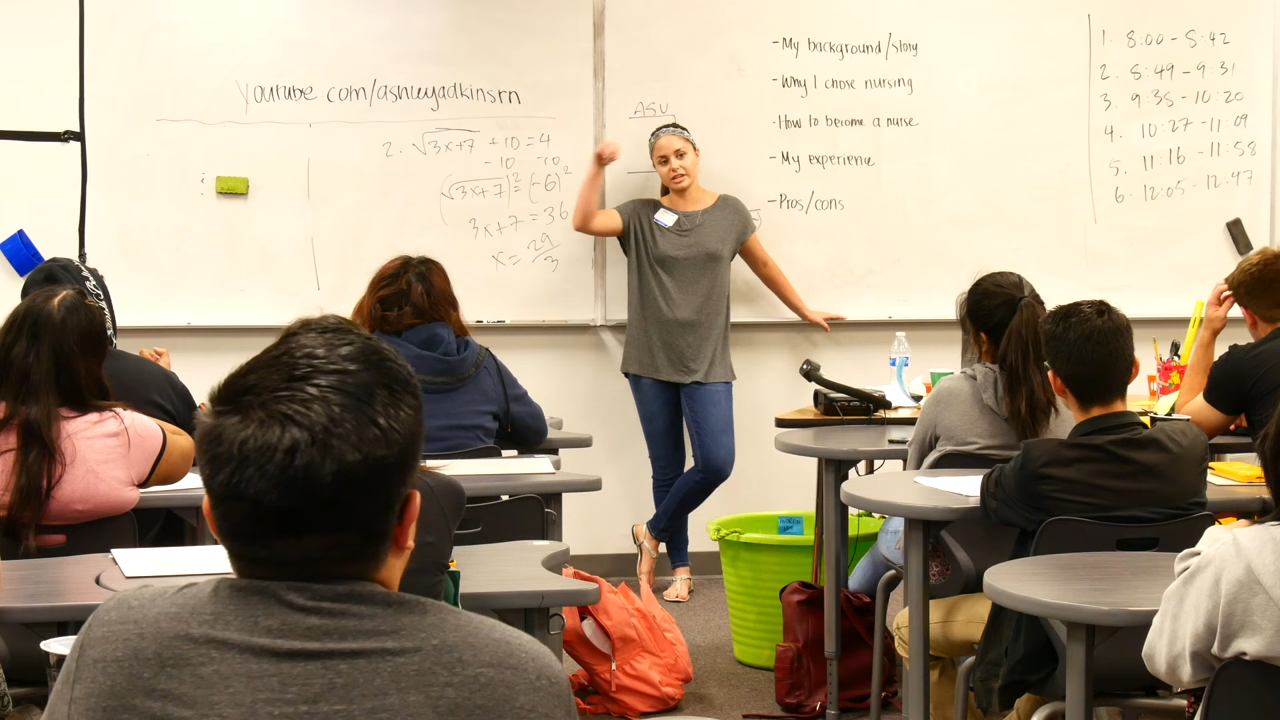 youtube com/ashleyadkinsrn
2. √3x+7 +10 = 4
-10 -10
(√3x+7)² = (-6)²
3x+7 = 36
x = 29/3
ASU
-My background/story
-Why I chose nursing
-How to become a nurse
-My experience
-Pros/cons
1. 8:00 - 8:42
2. 8:49 - 9:31
3. 9:38 - 10:20
4. 10:27 - 11:09
5. 11:16 - 11:58
6. 12:05 - 12:47